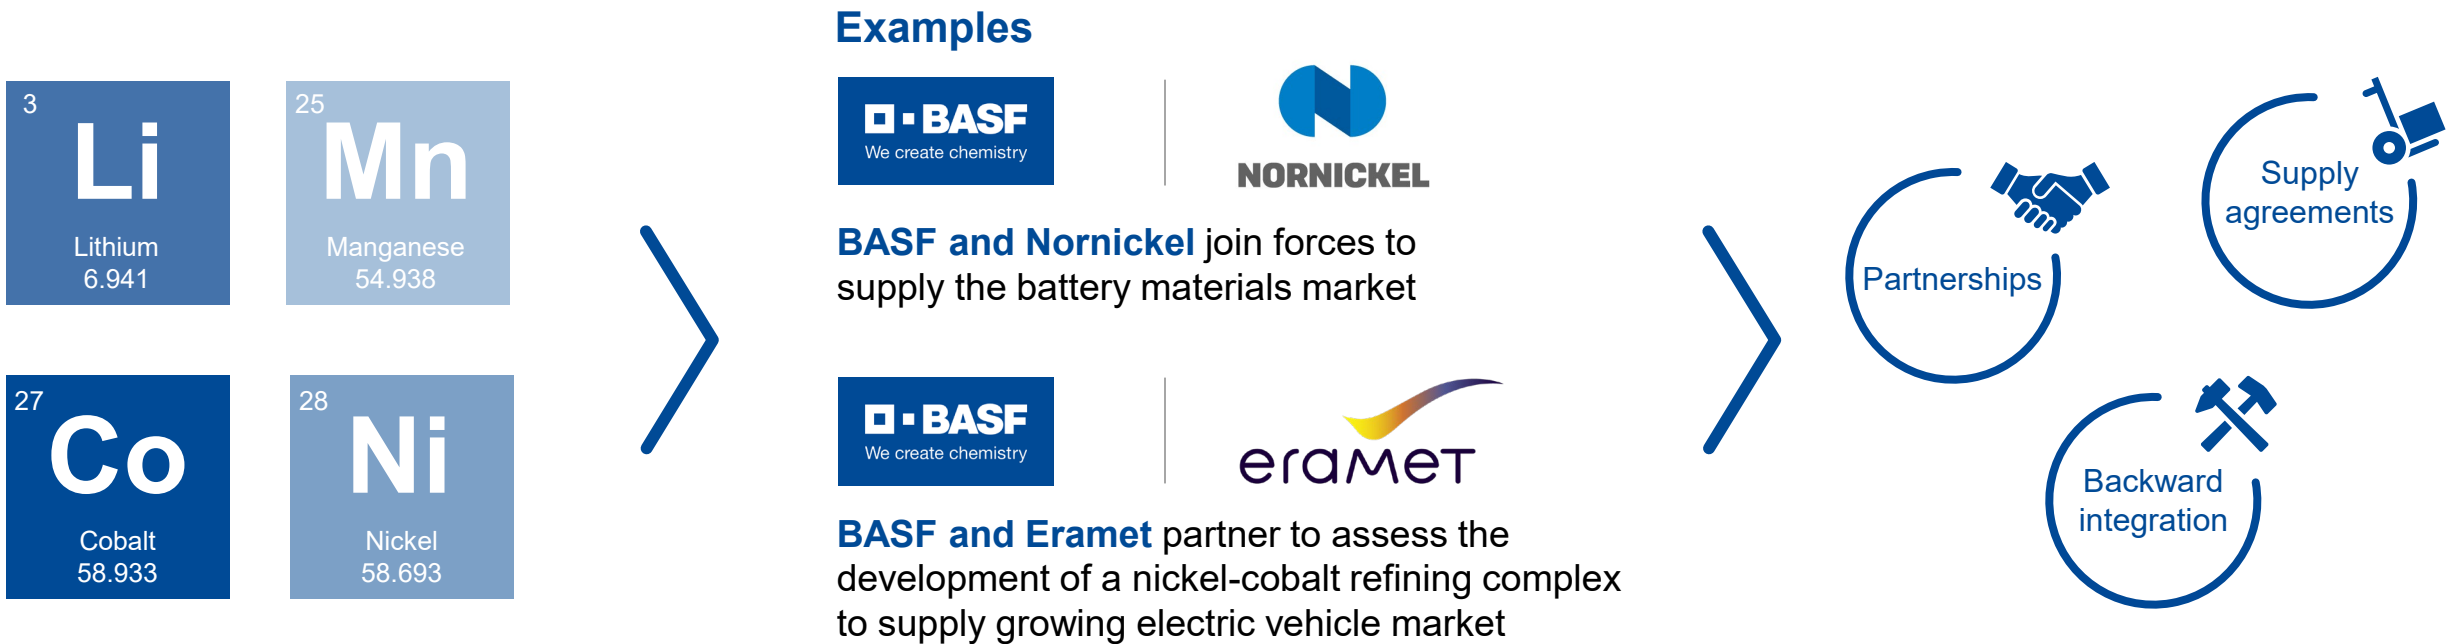 3
Li
Lithium
6.941
25
Mn
Manganese
54.938
27
Co
Cobalt
58.933
28
Ni
Nickel
58.693
Examples
BASF
We create chemistry
NORNICKEL
BASF and Nornickel join forces to
supply the battery materials market
BASF
We create chemistry
eramet
BASF and Eramet partner to assess the
development of a nickel-cobalt refining complex
to supply growing electric vehicle market
Partnerships
Supply
agreements
Backward
integration